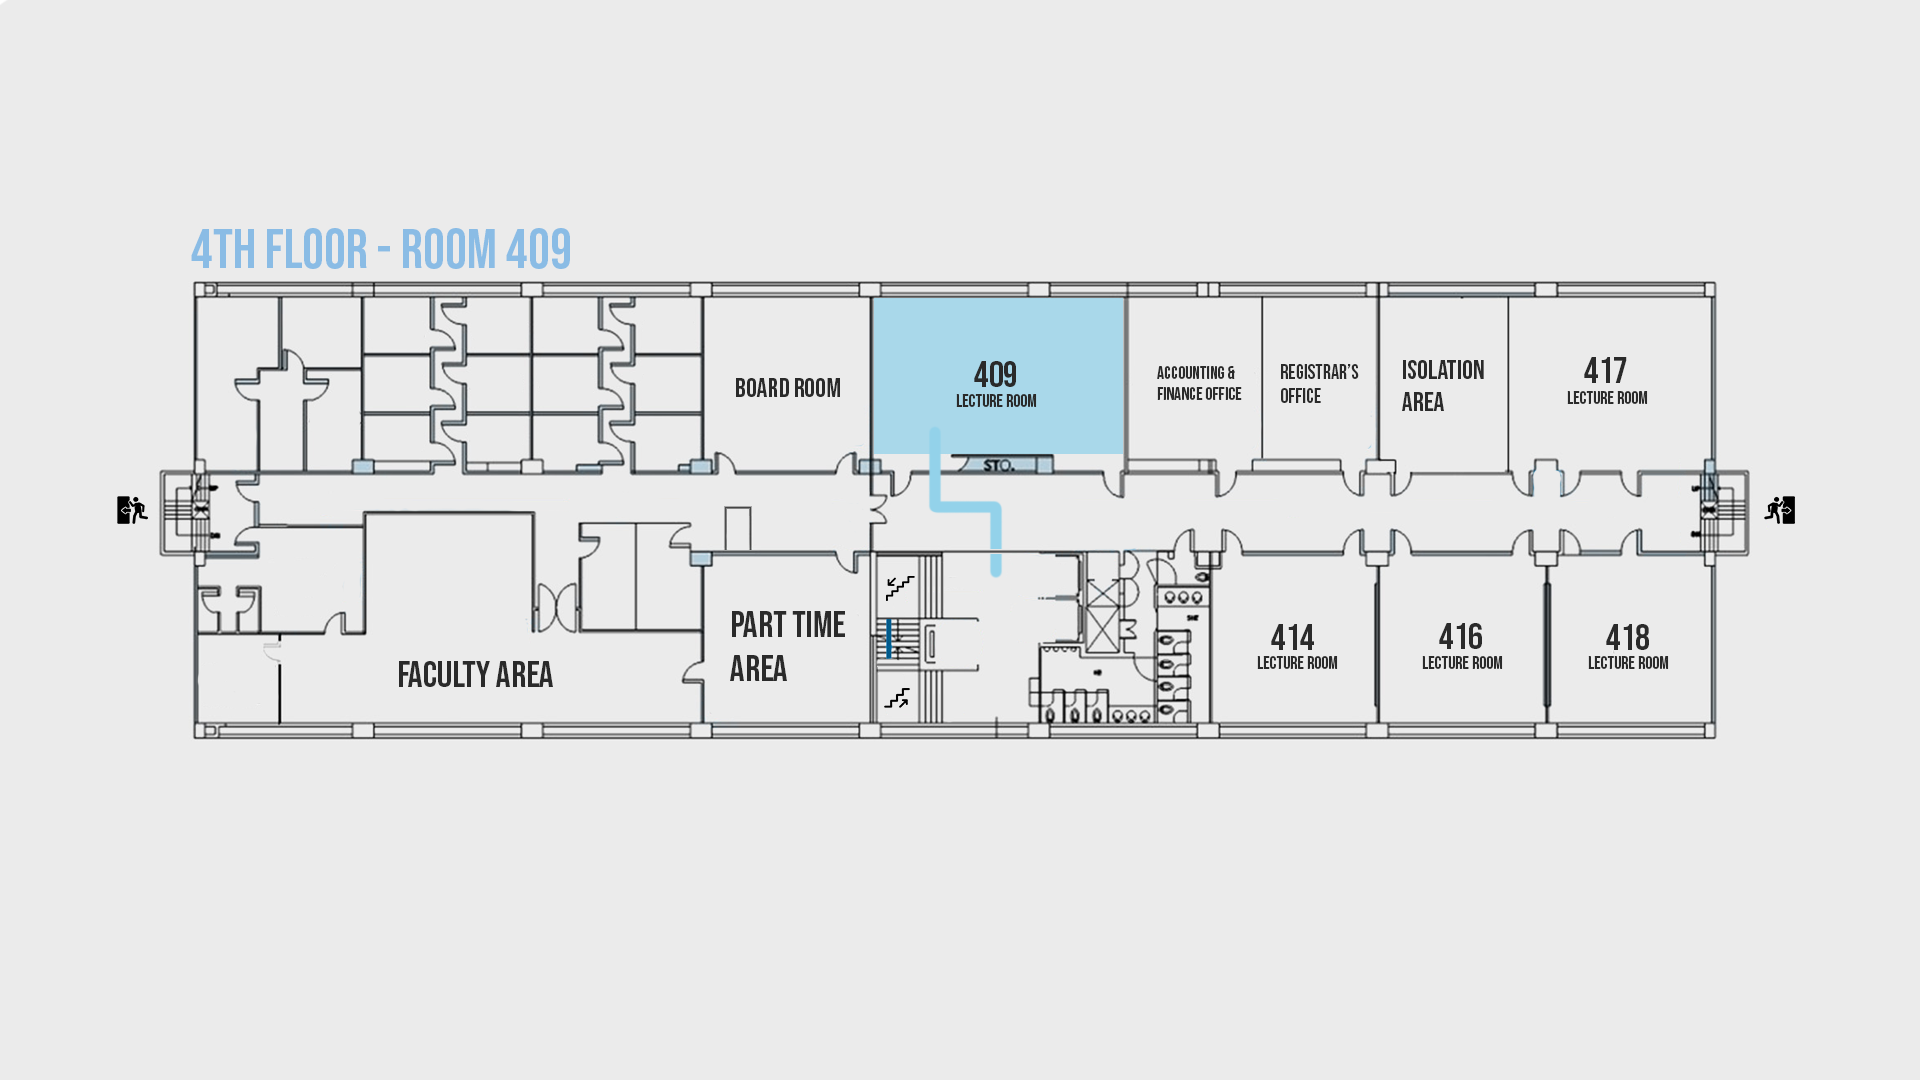 4TH FLOOR - ROOM 409
BOARD ROOM
409
LECTURE ROOM
STO.
ACCOUNTING &
FINANCE OFFICE
REGISTRAR'S
OFFICE
ISOLATION
AREA
417
LECTURE ROOM
FACULTY AREA
PART TIME
AREA
414
LECTURE ROOM
416
LECTURE ROOM
418
LECTURE ROOM